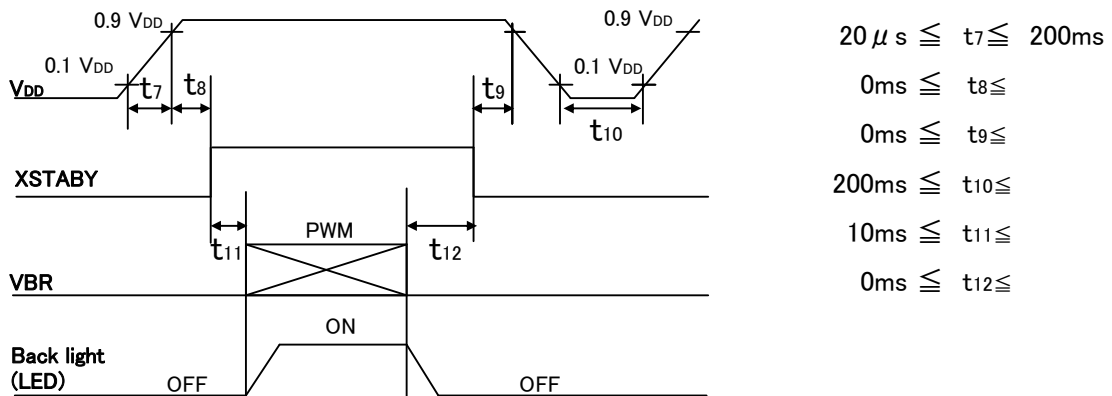 0.9 VDD 0.9 VDD
0.1 VDD 0.1 VDD
VDD t7 t8 t9 t10
XSTABY
t11 PWM t12
VBR
ON
Back light
(LED) OFF OFF
20μs ≦ t7≦ 200ms
0ms ≦ t8≦
0ms ≦ t9≦
200ms ≦ t10≦
10ms ≦ t11≦
0ms ≦ t12≦